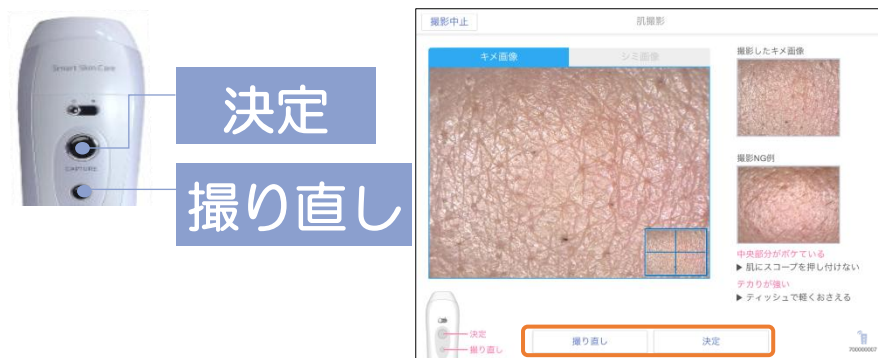 Smart Skin Care
CAPTURE
決定
撮り直し
撮影中止
肌撮影
キメ画像
シミ画像
撮影したキメ画像
撮影NG例
中央部分がボケている
▶ 肌にスコープを押し付けない
テカりが強い
▶ ティッシュで軽くおさえる
決定
撮り直し
撮り直し
決定